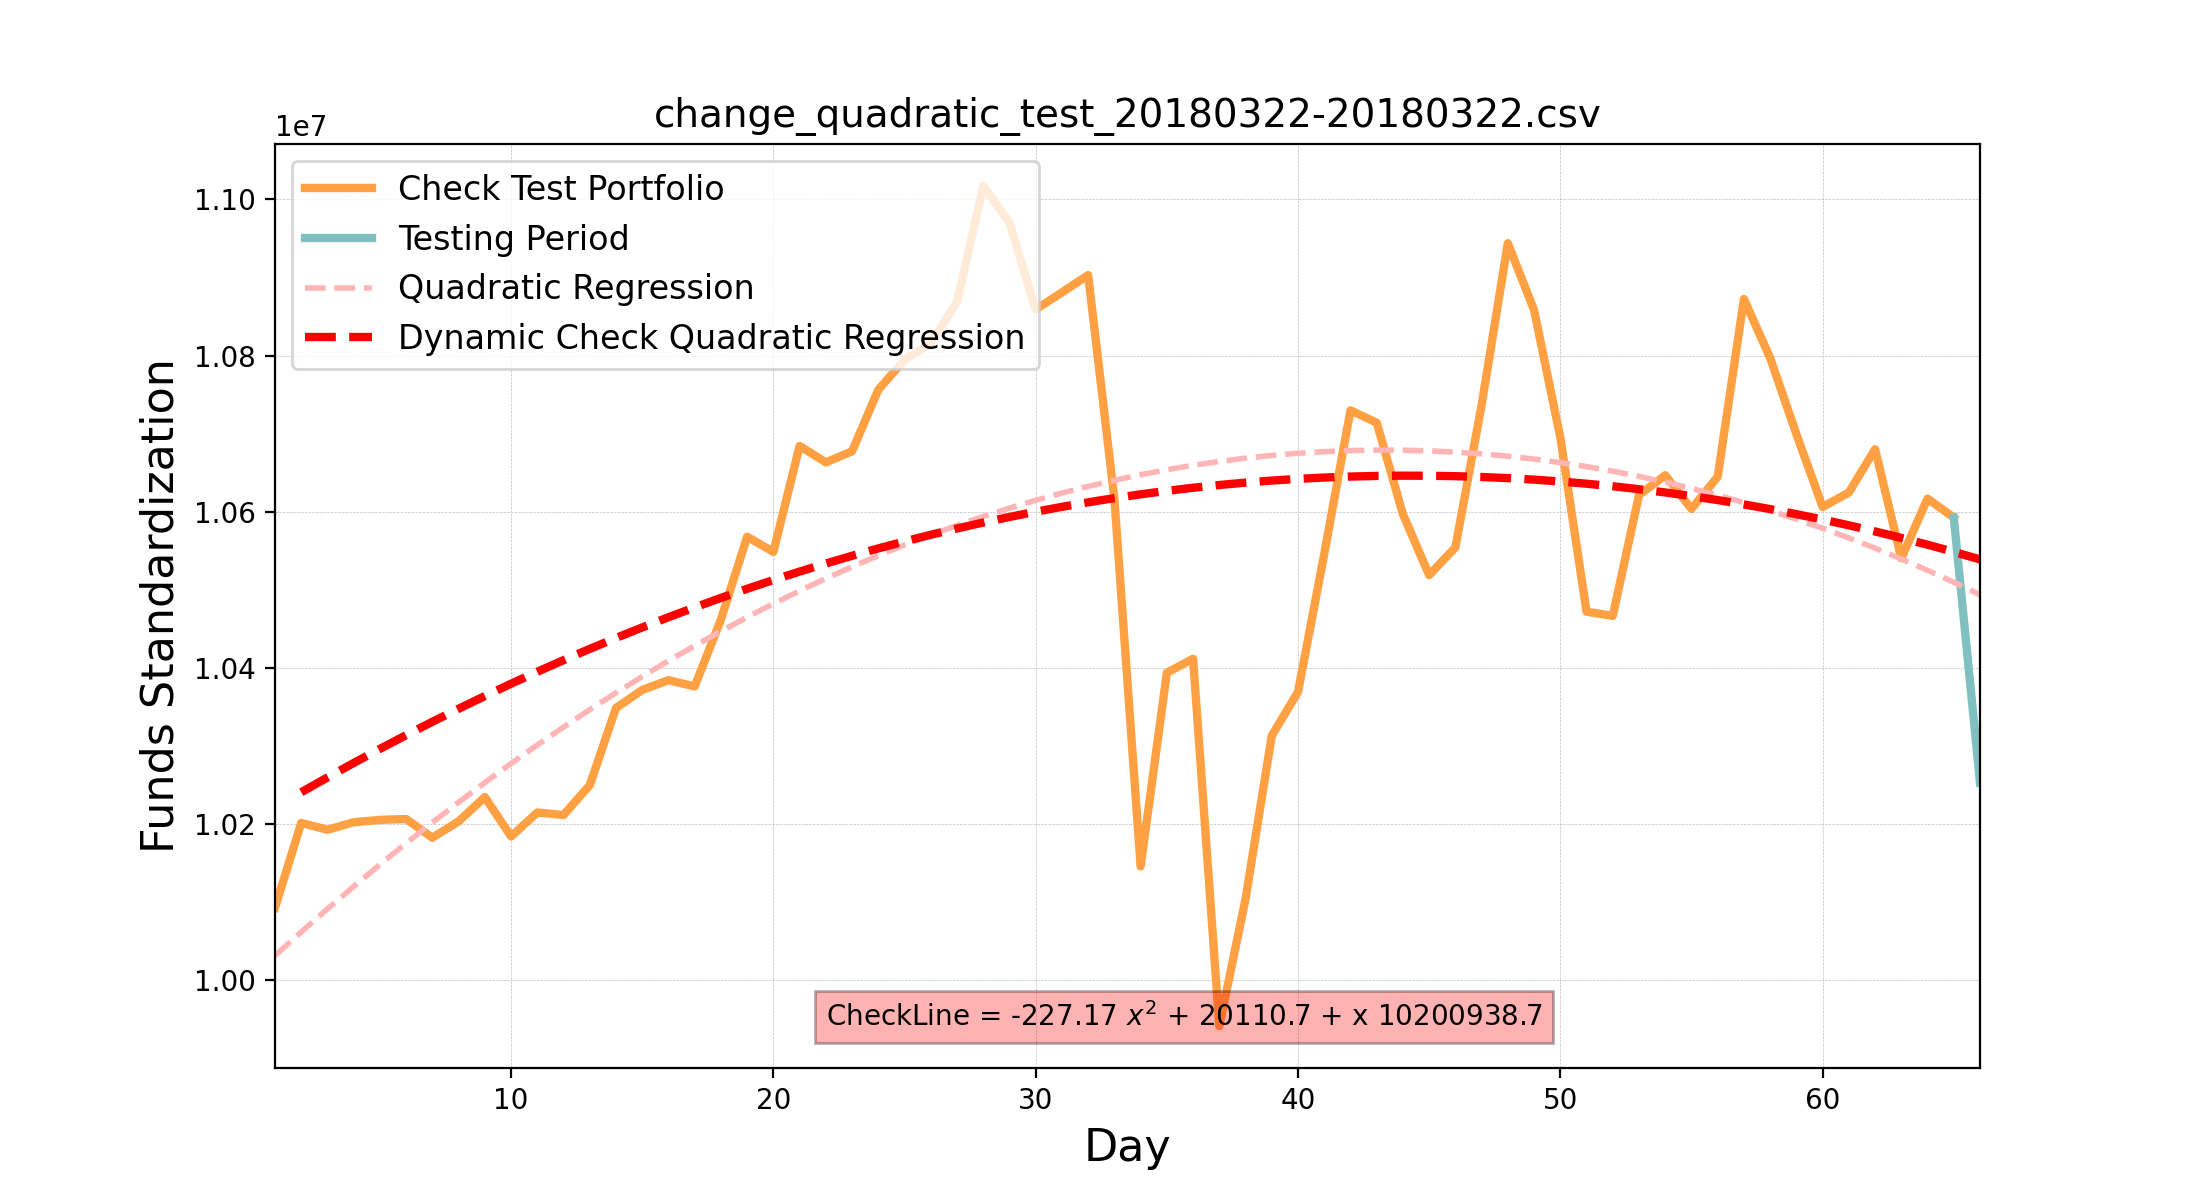 change_quadratic_test_20180322-20180322.csv
1e7
Check Test Portfolio
Testing Period
Quadratic Regression
Dynamic Check Quadratic Regression
1.10
1.08
1.06
1.04
1.02
1.00
Funds Standardization
CheckLine = -227.17 x² + 20110.7 + x 10200938.7
10 20 30 40 50 60
Day